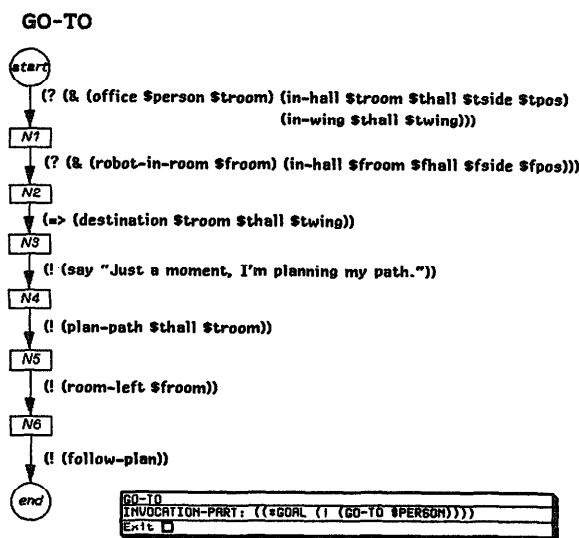 GO-TO
start
(? (& (office $person $troom) (in-hall $troom $thall $tside $tpos)
(in-wing $thall $twing)))
N1
(? (& (robot-in-room $froom) (in-hall $froom $fhall $fside $fpos)))
N2
(=> (destination $troom $thall $twing))
N3
(! (say "Just a moment, I'm planning my path."))
N4
(! (plan-path $thall $troom))
N5
(! (room-left $froom))
N6
(! (follow-plan))
end
GO-TO
INVOCATION-PART: ((*GOAL (! (GO-TO $PERSON))))
Exit